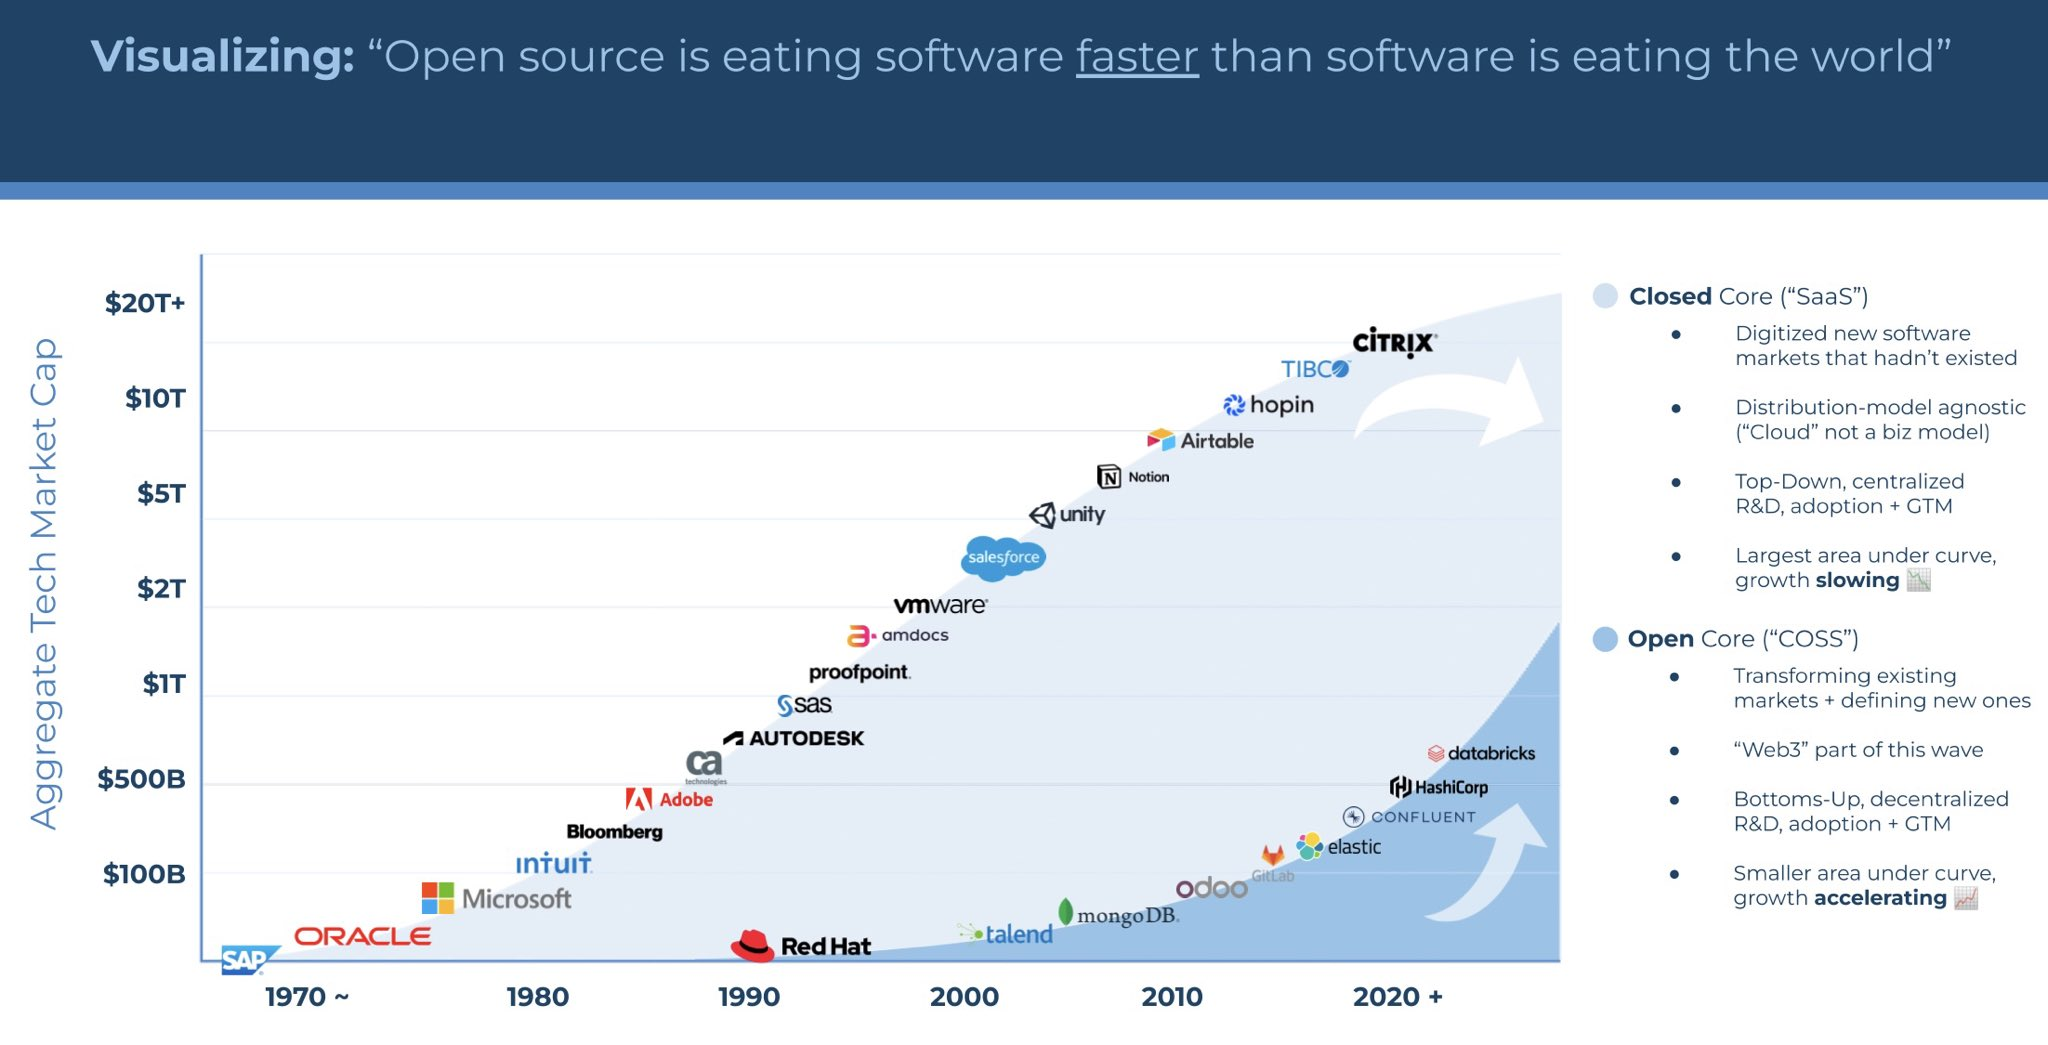 Visualizing: “Open source is eating software faster than software is eating the world”
Aggregate Tech Market Cap
$20T+
$10T
$5T
$2T
$1T
$500B
$100B
CITRIX
TIBCO
hopin
Airtable
Notion
unity
salesforce
vmware
amdocs
proofpoint.
sas
AUTODESK
ca
technologies
Adobe
Bloomberg
intuit.
Microsoft
ORACLE
SAP
databricks
HashiCorp
CONFLUENT
elastic
GitLab
odoo
mongoDB.
talend
Red Hat
1970 ~
1980
1990
2000
2010
2020 +
Closed Core (“SaaS”)
● Digitized new software
markets that hadn’t existed
● Distribution-model agnostic
(“Cloud” not a biz model)
● Top-Down, centralized
R&D, adoption + GTM
● Largest area under curve,
growth slowing 📉
Open Core (“COSS”)
● Transforming existing
markets + defining new ones
● “Web3” part of this wave
● Bottoms-Up, decentralized
R&D, adoption + GTM
● Smaller area under curve,
growth accelerating 📈